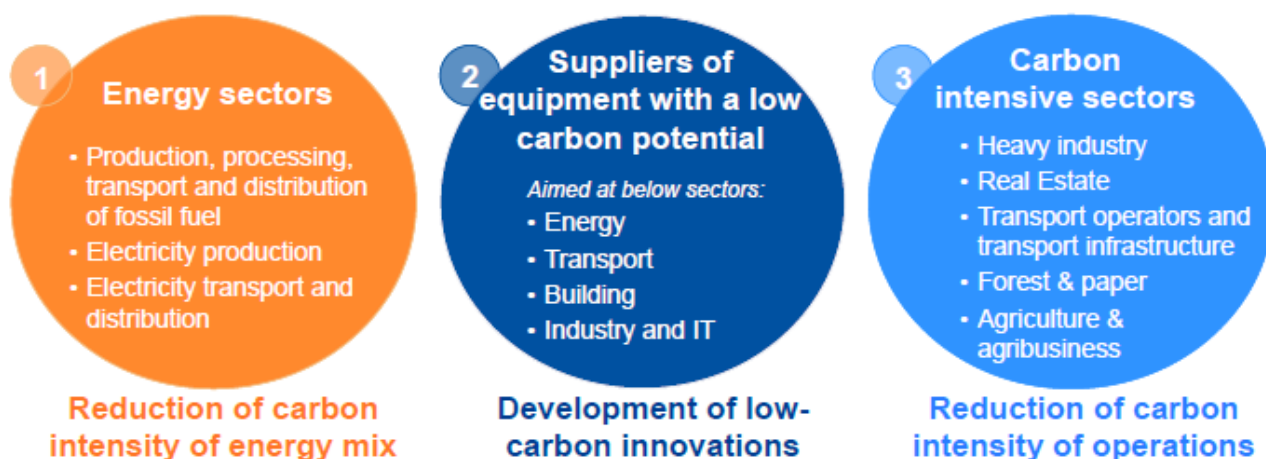 1
Energy sectors
• Production, processing,
transport and distribution
of fossil fuel
• Electricity production
• Electricity transport and
distribution
Reduction of carbon
intensity of energy mix
2
Suppliers of
equipment with a low
carbon potential
Aimed at below sectors:
• Energy
• Transport
• Building
• Industry and IT
Development of low-
carbon innovations
3
Carbon
intensive sectors
• Heavy industry
• Real Estate
• Transport operators and
transport infrastructure
• Forest & paper
• Agriculture &
agribusiness
Reduction of carbon
intensity of operations